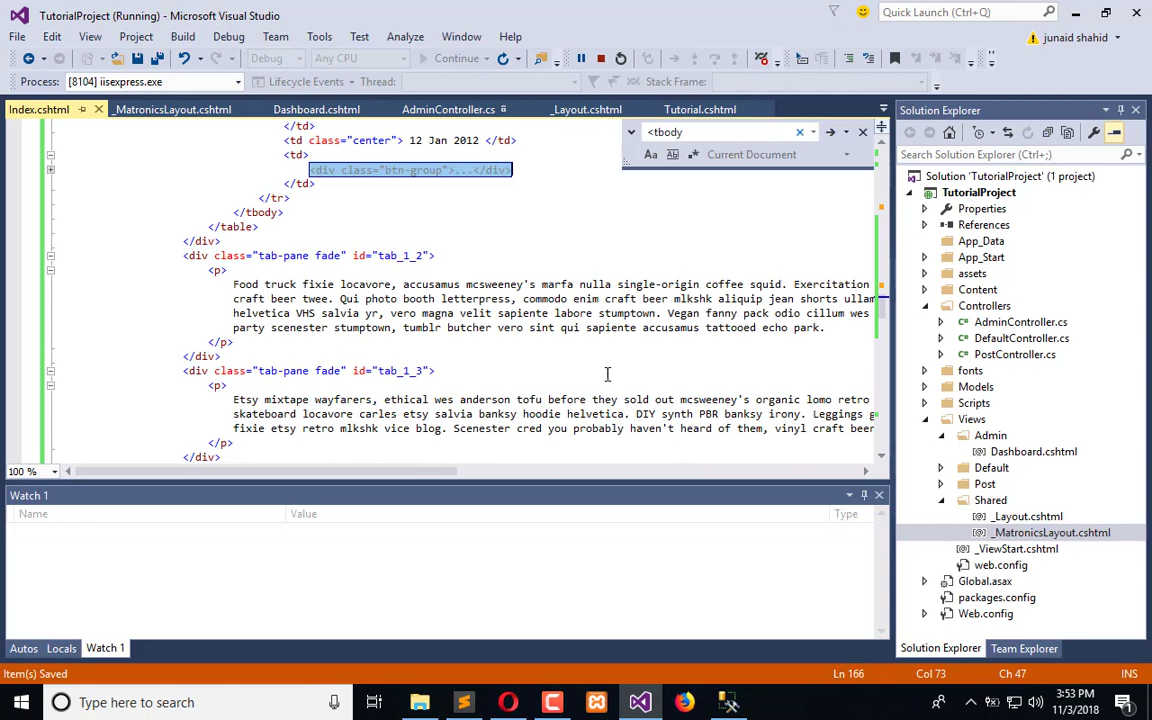 TutorialProject (Running) - Microsoft Visual Studio
Quick Launch (Ctrl+Q)
File Edit View Project Build Debug Team Tools Test Analyze Window Help
junaid shahid
Debug Any CPU Continue
Process: [8104] iisexpress.exe Lifecycle Events Thread: Stack Frame:
Index.cshtml _MatronicsLayout.cshtml Dashboard.cshtml AdminController.cs _Layout.cshtml Tutorial.cshtml
<tbody
Aa Current Document
</td>
<td class="center"> 12 Jan 2012 </td>
<td>
<div class="btn-group">...</div>
</td>
</tr>
</tbody>
</table>
</div>
<div class="tab-pane fade" id="tab_1_2">
<p>
Food truck fixie locavore, accusamus mcsweeney's marfa nulla single-origin coffee squid. Exercitation
craft beer twee. Qui photo booth letterpress, commodo enim craft beer mlkshk aliquip jean shorts ullam
helvetica VHS salvia yr, vero magna velit sapiente labore stumptown. Vegan fanny pack odio cillum wes
party scenester stumptown, tumblr butcher vero sint qui sapiente accusamus tattooed echo park.
</p>
</div>
<div class="tab-pane fade" id="tab_1_3">
<p>
Etsy mixtape wayfarers, ethical wes anderson tofu before they sold out mcsweeney's organic lomo retro
skateboard locavore carles etsy salvia banksy hoodie helvetica. DIY synth PBR banksy irony. Leggings g
fixie etsy retro mlkshk vice blog. Scenester cred you probably haven't heard of them, vinyl craft beer
</p>
</div>
100 %
Solution Explorer
Search Solution Explorer (Ctrl+;)
Solution 'TutorialProject' (1 project)
TutorialProject
Properties
References
App_Data
App_Start
assets
Content
Controllers
AdminController.cs
DefaultController.cs
PostController.cs
fonts
Models
Scripts
Views
Admin
Dashboard.cshtml
Default
Post
Shared
_Layout.cshtml
_MatronicsLayout.cshtml
_ViewStart.cshtml
web.config
Global.asax
packages.config
Web.config
Solution Explorer Team Explorer
Watch 1
Name Value Type
Autos Locals Watch 1
Item(s) Saved Ln 166 Col 73 Ch 47 INS
Type here to search
3:53 PM
11/3/2018
1